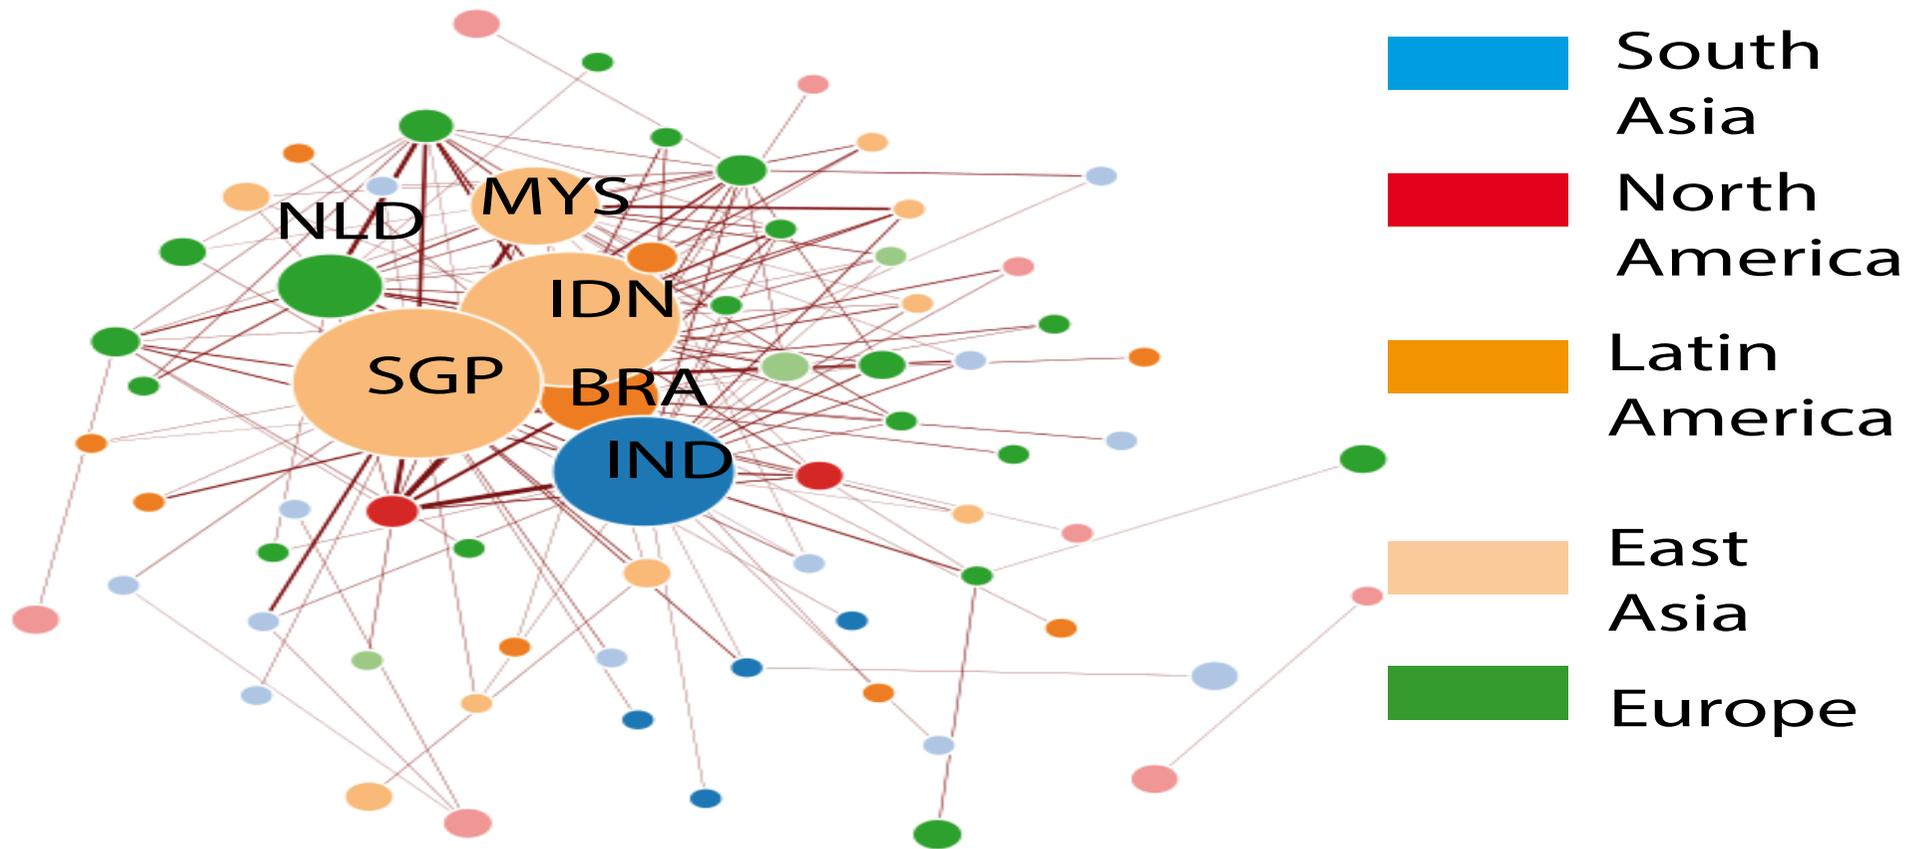 MYS
NLD
IDN
SGP
BRA
IND
South
Asia
North
America
Latin
America
East
Asia
Europe